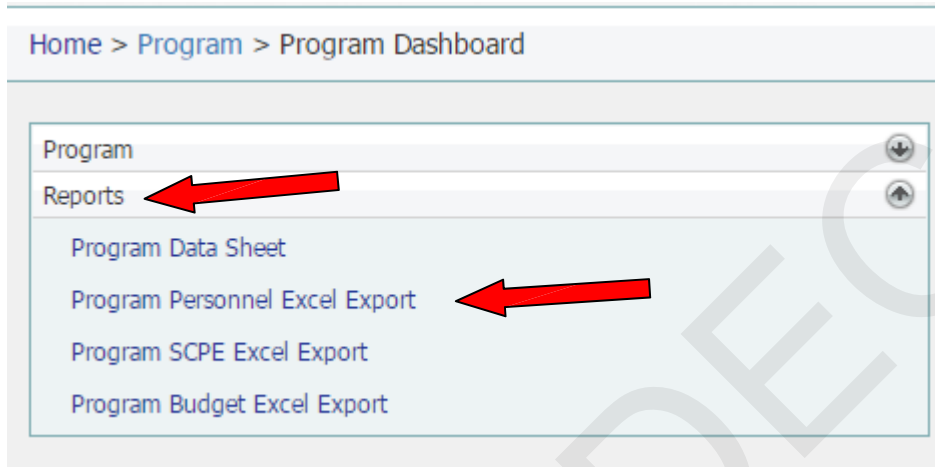 Home > Program > Program Dashboard
Program
Reports
Program Data Sheet
Program Personnel Excel Export
Program SCPE Excel Export
Program Budget Excel Export